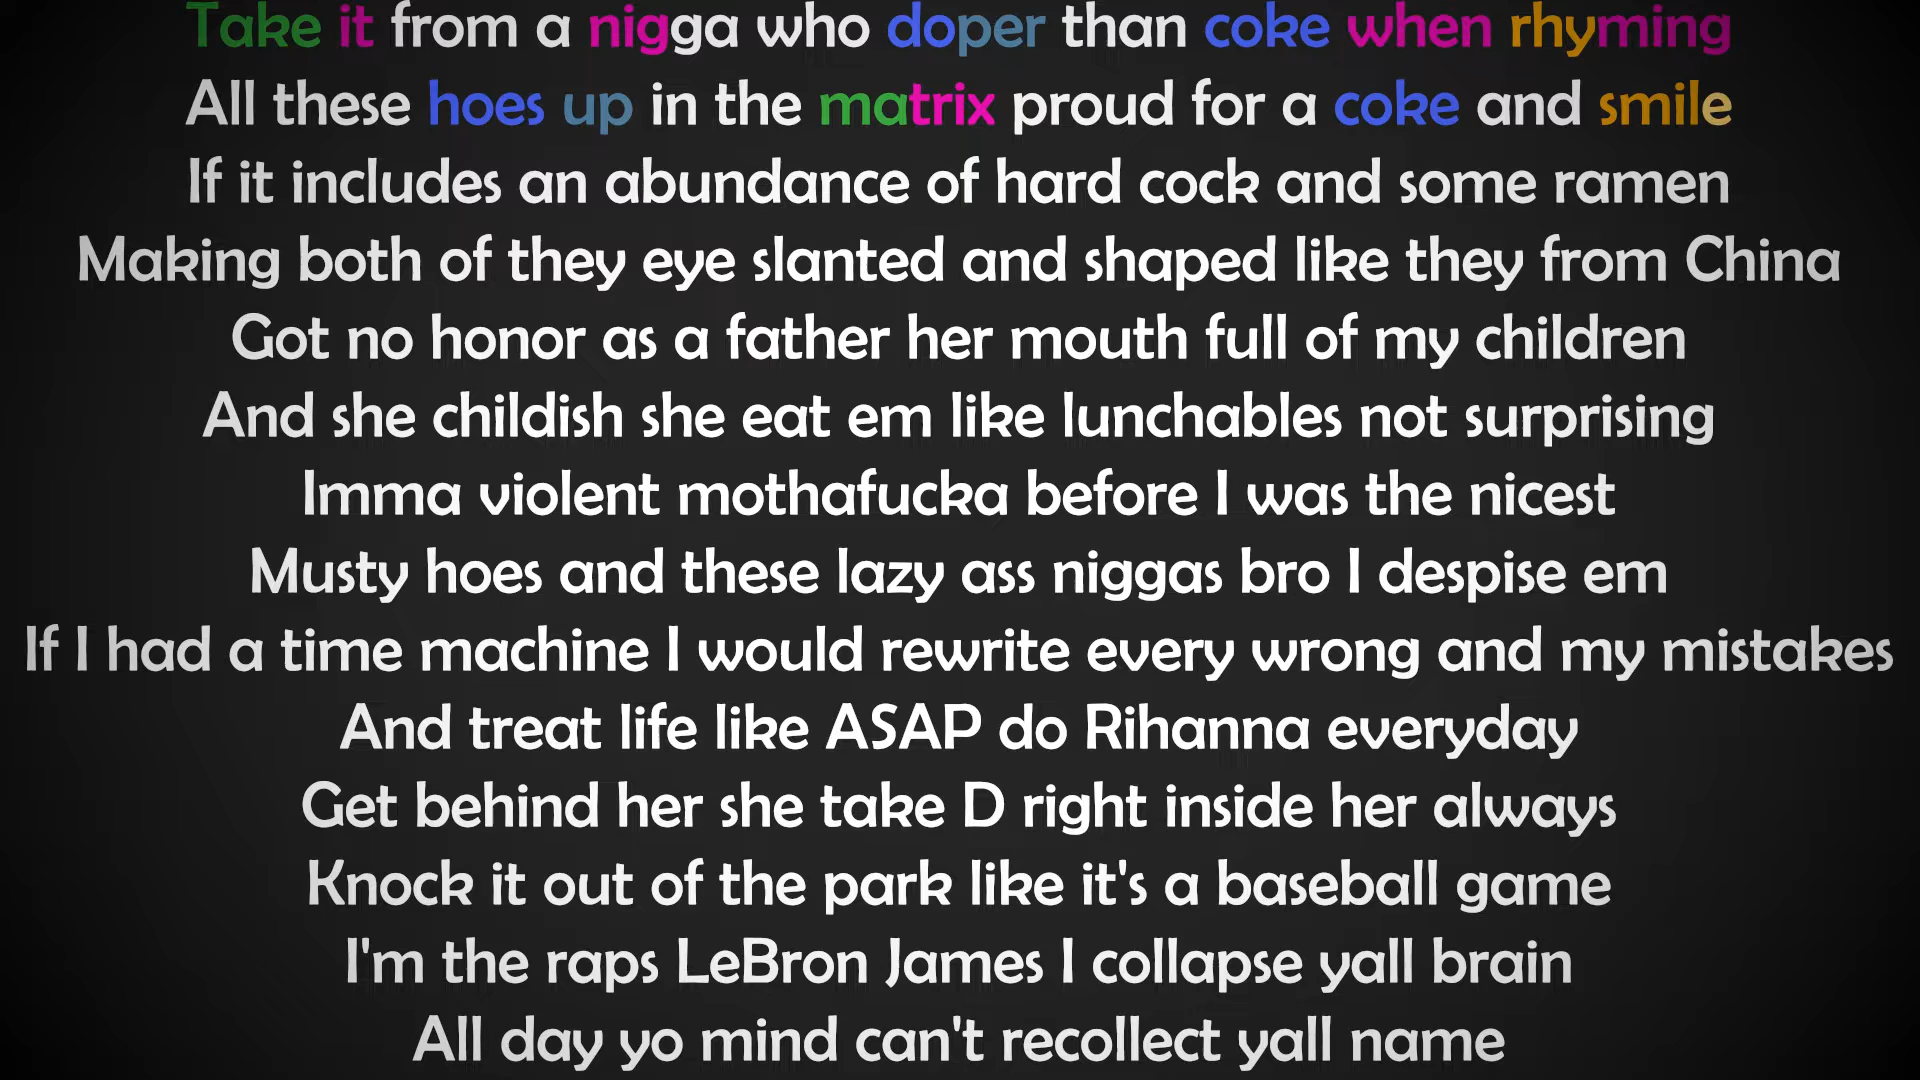 Take it from a nigga who doper than coke when rhyming
All these hoes up in the matrix proud for a coke and smile
If it includes an abundance of hard cock and some ramen
Making both of they eye slanted and shaped like they from China
Got no honor as a father her mouth full of my children
And she childish she eat em like lunchables not surprising
Imma violent mothafucka before I was the nicest
Musty hoes and these lazy ass niggas bro I despise em
If I had a time machine I would rewrite every wrong and my mistakes
And treat life like ASAP do Rihanna everyday
Get behind her she take D right inside her always
Knock it out of the park like it's a baseball game
I'm the raps LeBron James I collapse yall brain
All day yo mind can't recollect yall name